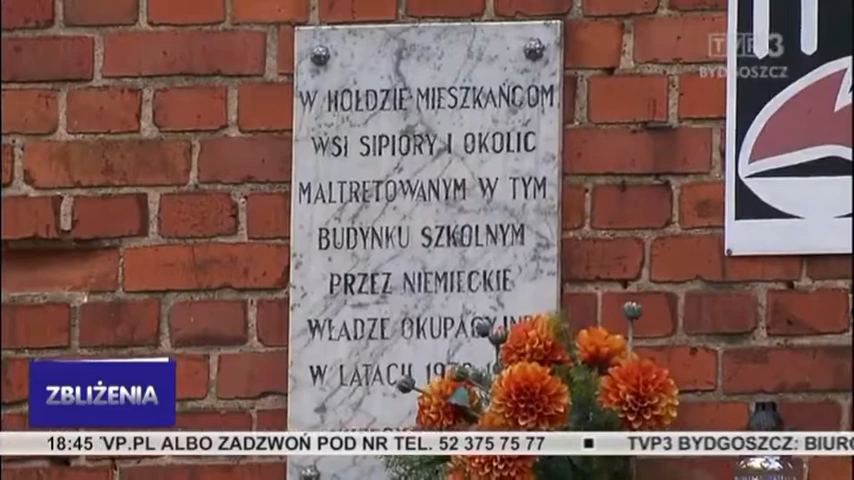 TVP3
BYDGOSZCZ
W HOŁDZIE MIESZKAŃCOM
WSI SIPIORY I OKOLIC
MALTRETOWANYM W TYM
BUDYNKU SZKOLNYM
PRZEZ NIEMIECKIE
WŁADZE
W LATACH
ZBLIŻENIA
18:45 VP.PL ALBO ZADZWOŃ POD NR TEL. 52 375 75 77 ■ TVP3 BYDGOSZCZ: BIURO